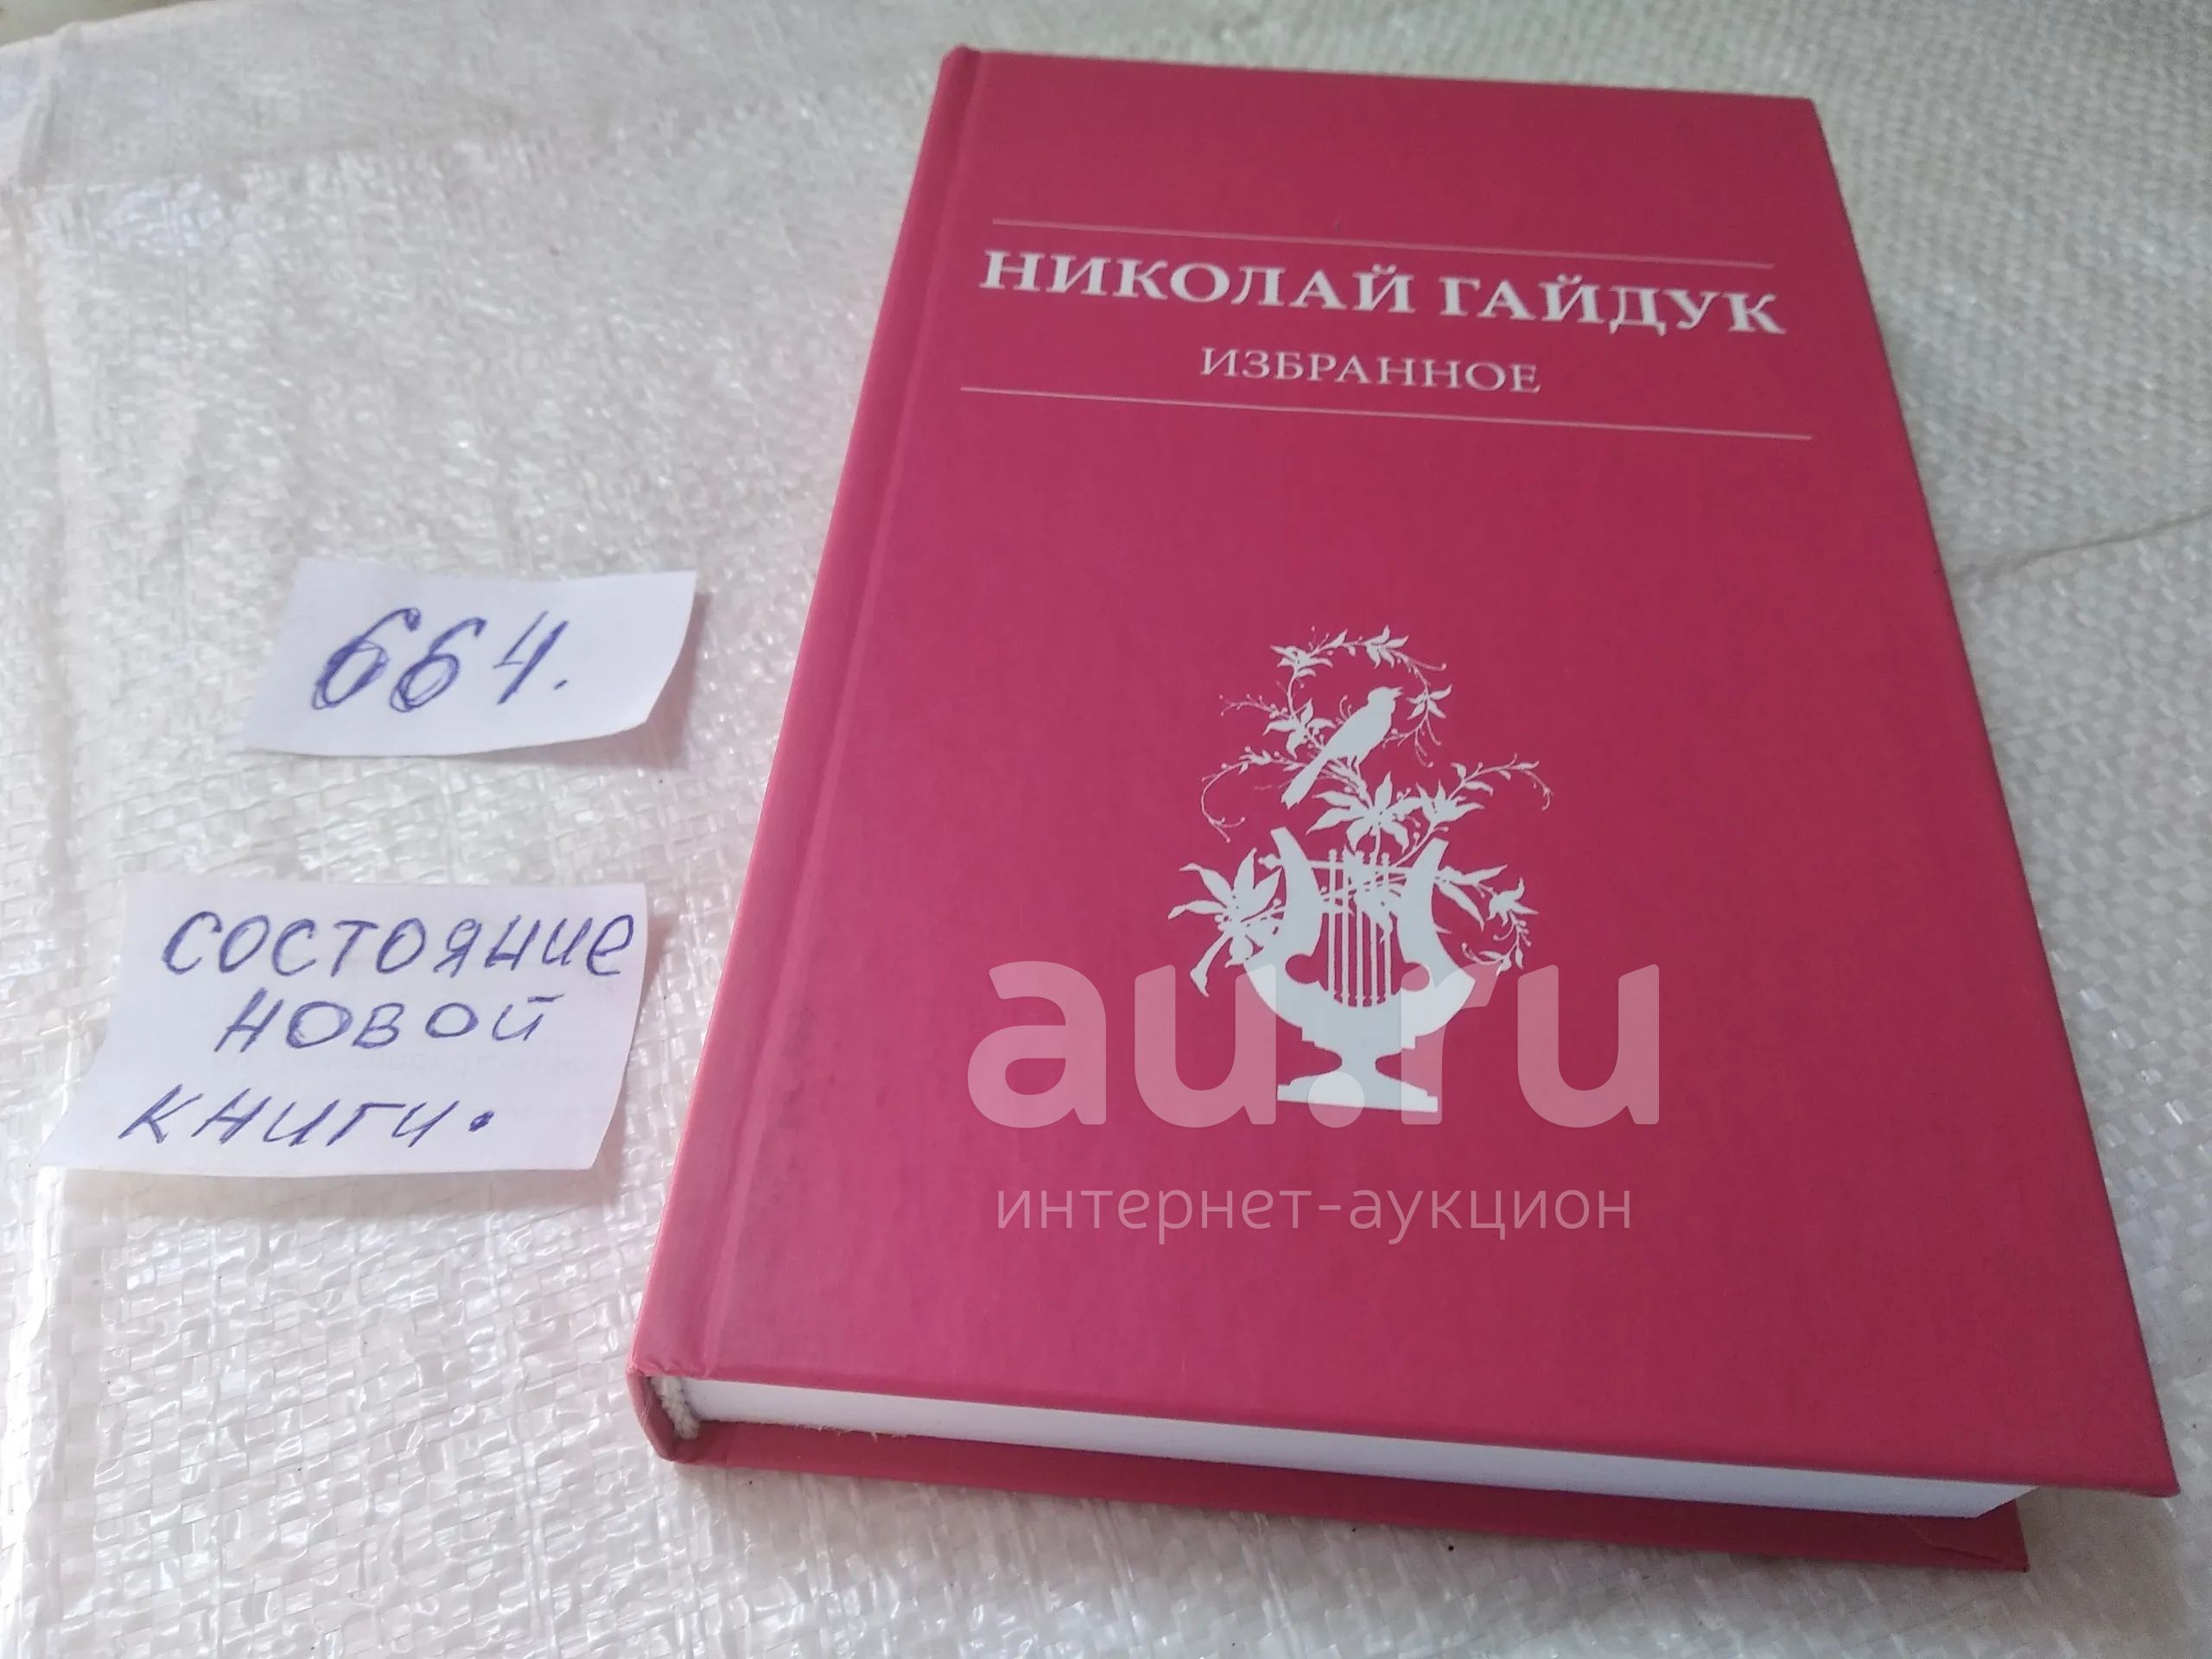 НИКОЛАЙ ГАЙДУК
ИЗБРАННОЕ
664.
СОСТОЯНИЕ
НОВОЙ
КНИГИ.
au.ru
интернет-аукцион